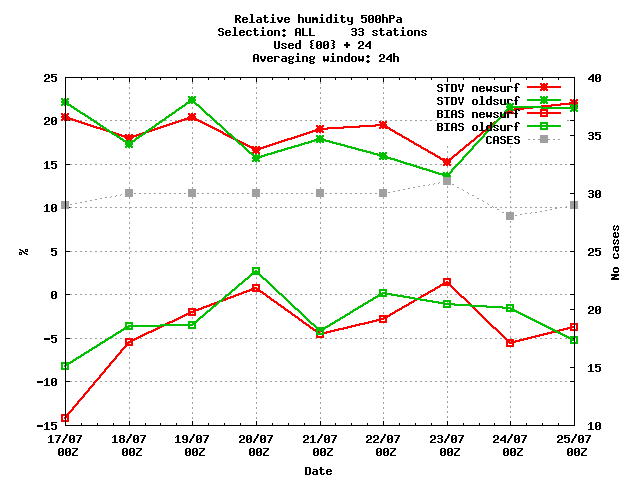 Relative humidity 500hPa
Selection: ALL     33 stations
Used {00} + 24
Averaging window: 24h
STDV newsurf
STDV oldsurf
BIAS newsurf
BIAS oldsurf
CASES
25
20
15
10
5
0
-5
-10
-15
%
40
35
30
25
20
15
10
No cases
17/07 18/07 19/07 20/07 21/07 22/07 23/07 24/07 25/07
00Z 00Z 00Z 00Z 00Z 00Z 00Z 00Z 00Z
Date